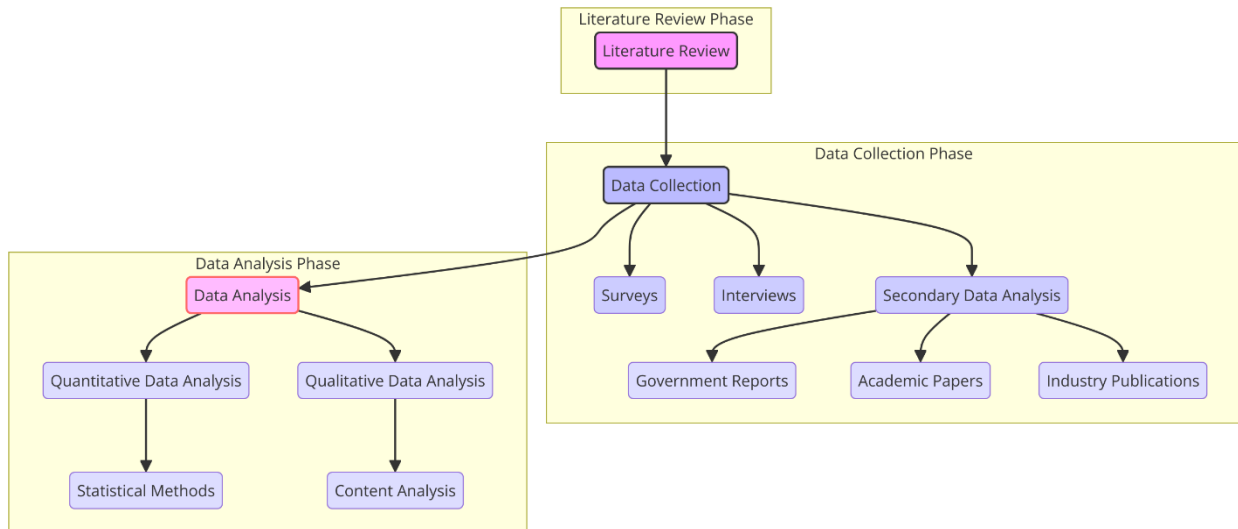 Literature Review Phase
Literature Review
Data Collection Phase
Data Collection
Surveys
Interviews
Secondary Data Analysis
Government Reports
Academic Papers
Industry Publications
Data Analysis Phase
Data Analysis
Quantitative Data Analysis
Qualitative Data Analysis
Statistical Methods
Content Analysis